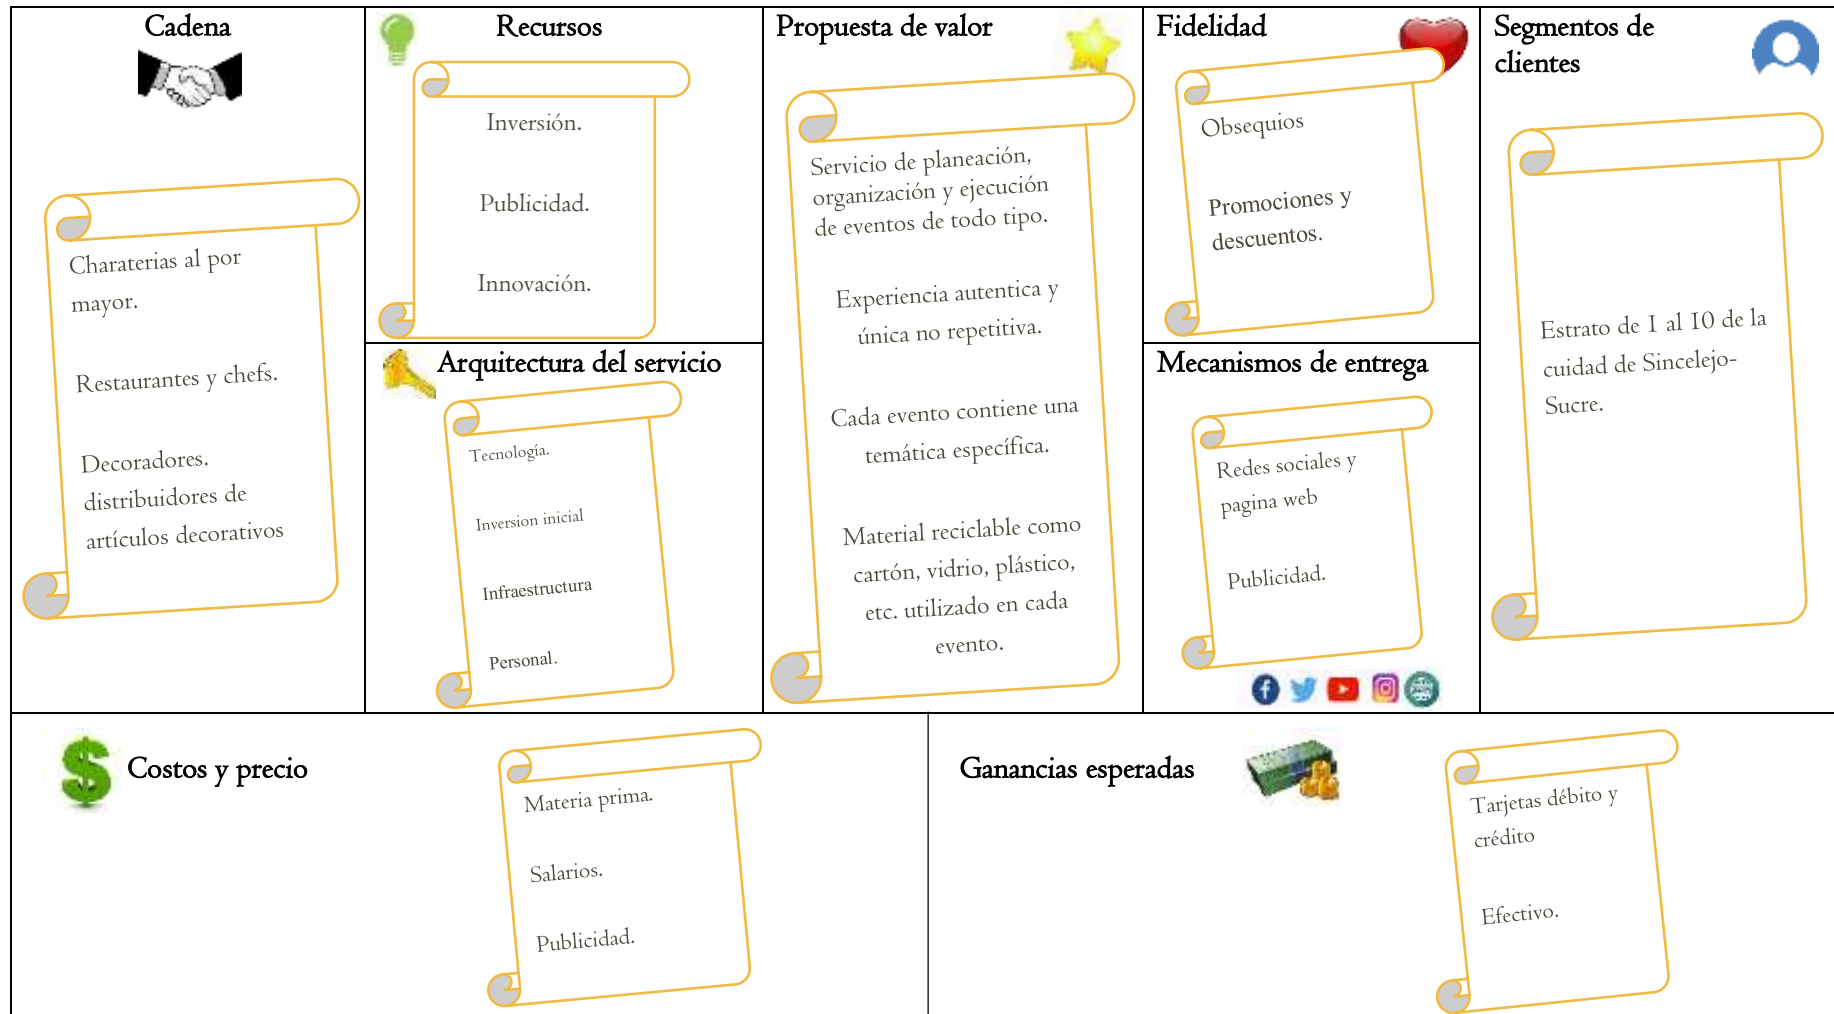 Cadena
Charaterias al por
mayor.
Restaurantes y chefs.
Decoradores.
distribuidores de
artículos decorativos
Recursos
Inversión.
Publicidad.
Innovación.
Arquitectura del servicio
Tecnología.
Inversion inicial
Infraestructura
Personal.
Propuesta de valor
Servicio de planeación,
organización y ejecución
de eventos de todo tipo.
Experiencia autentica y
única no repetitiva.
Cada evento contiene una
temática específica.
Material reciclable como
cartón, vidrio, plástico,
etc. utilizado en cada
evento.
Fidelidad
Obsequios
Promociones y
descuentos.
Mecanismos de entrega
Redes sociales y
pagina web
Publicidad.
Segmentos de
clientes
Estrato de 1 al 10 de la
cuidad de Sincelejo-
Sucre.
Costos y precio
Materia prima.
Salarios.
Publicidad.
Ganancias esperadas
Tarjetas débito y
crédito
Efectivo.